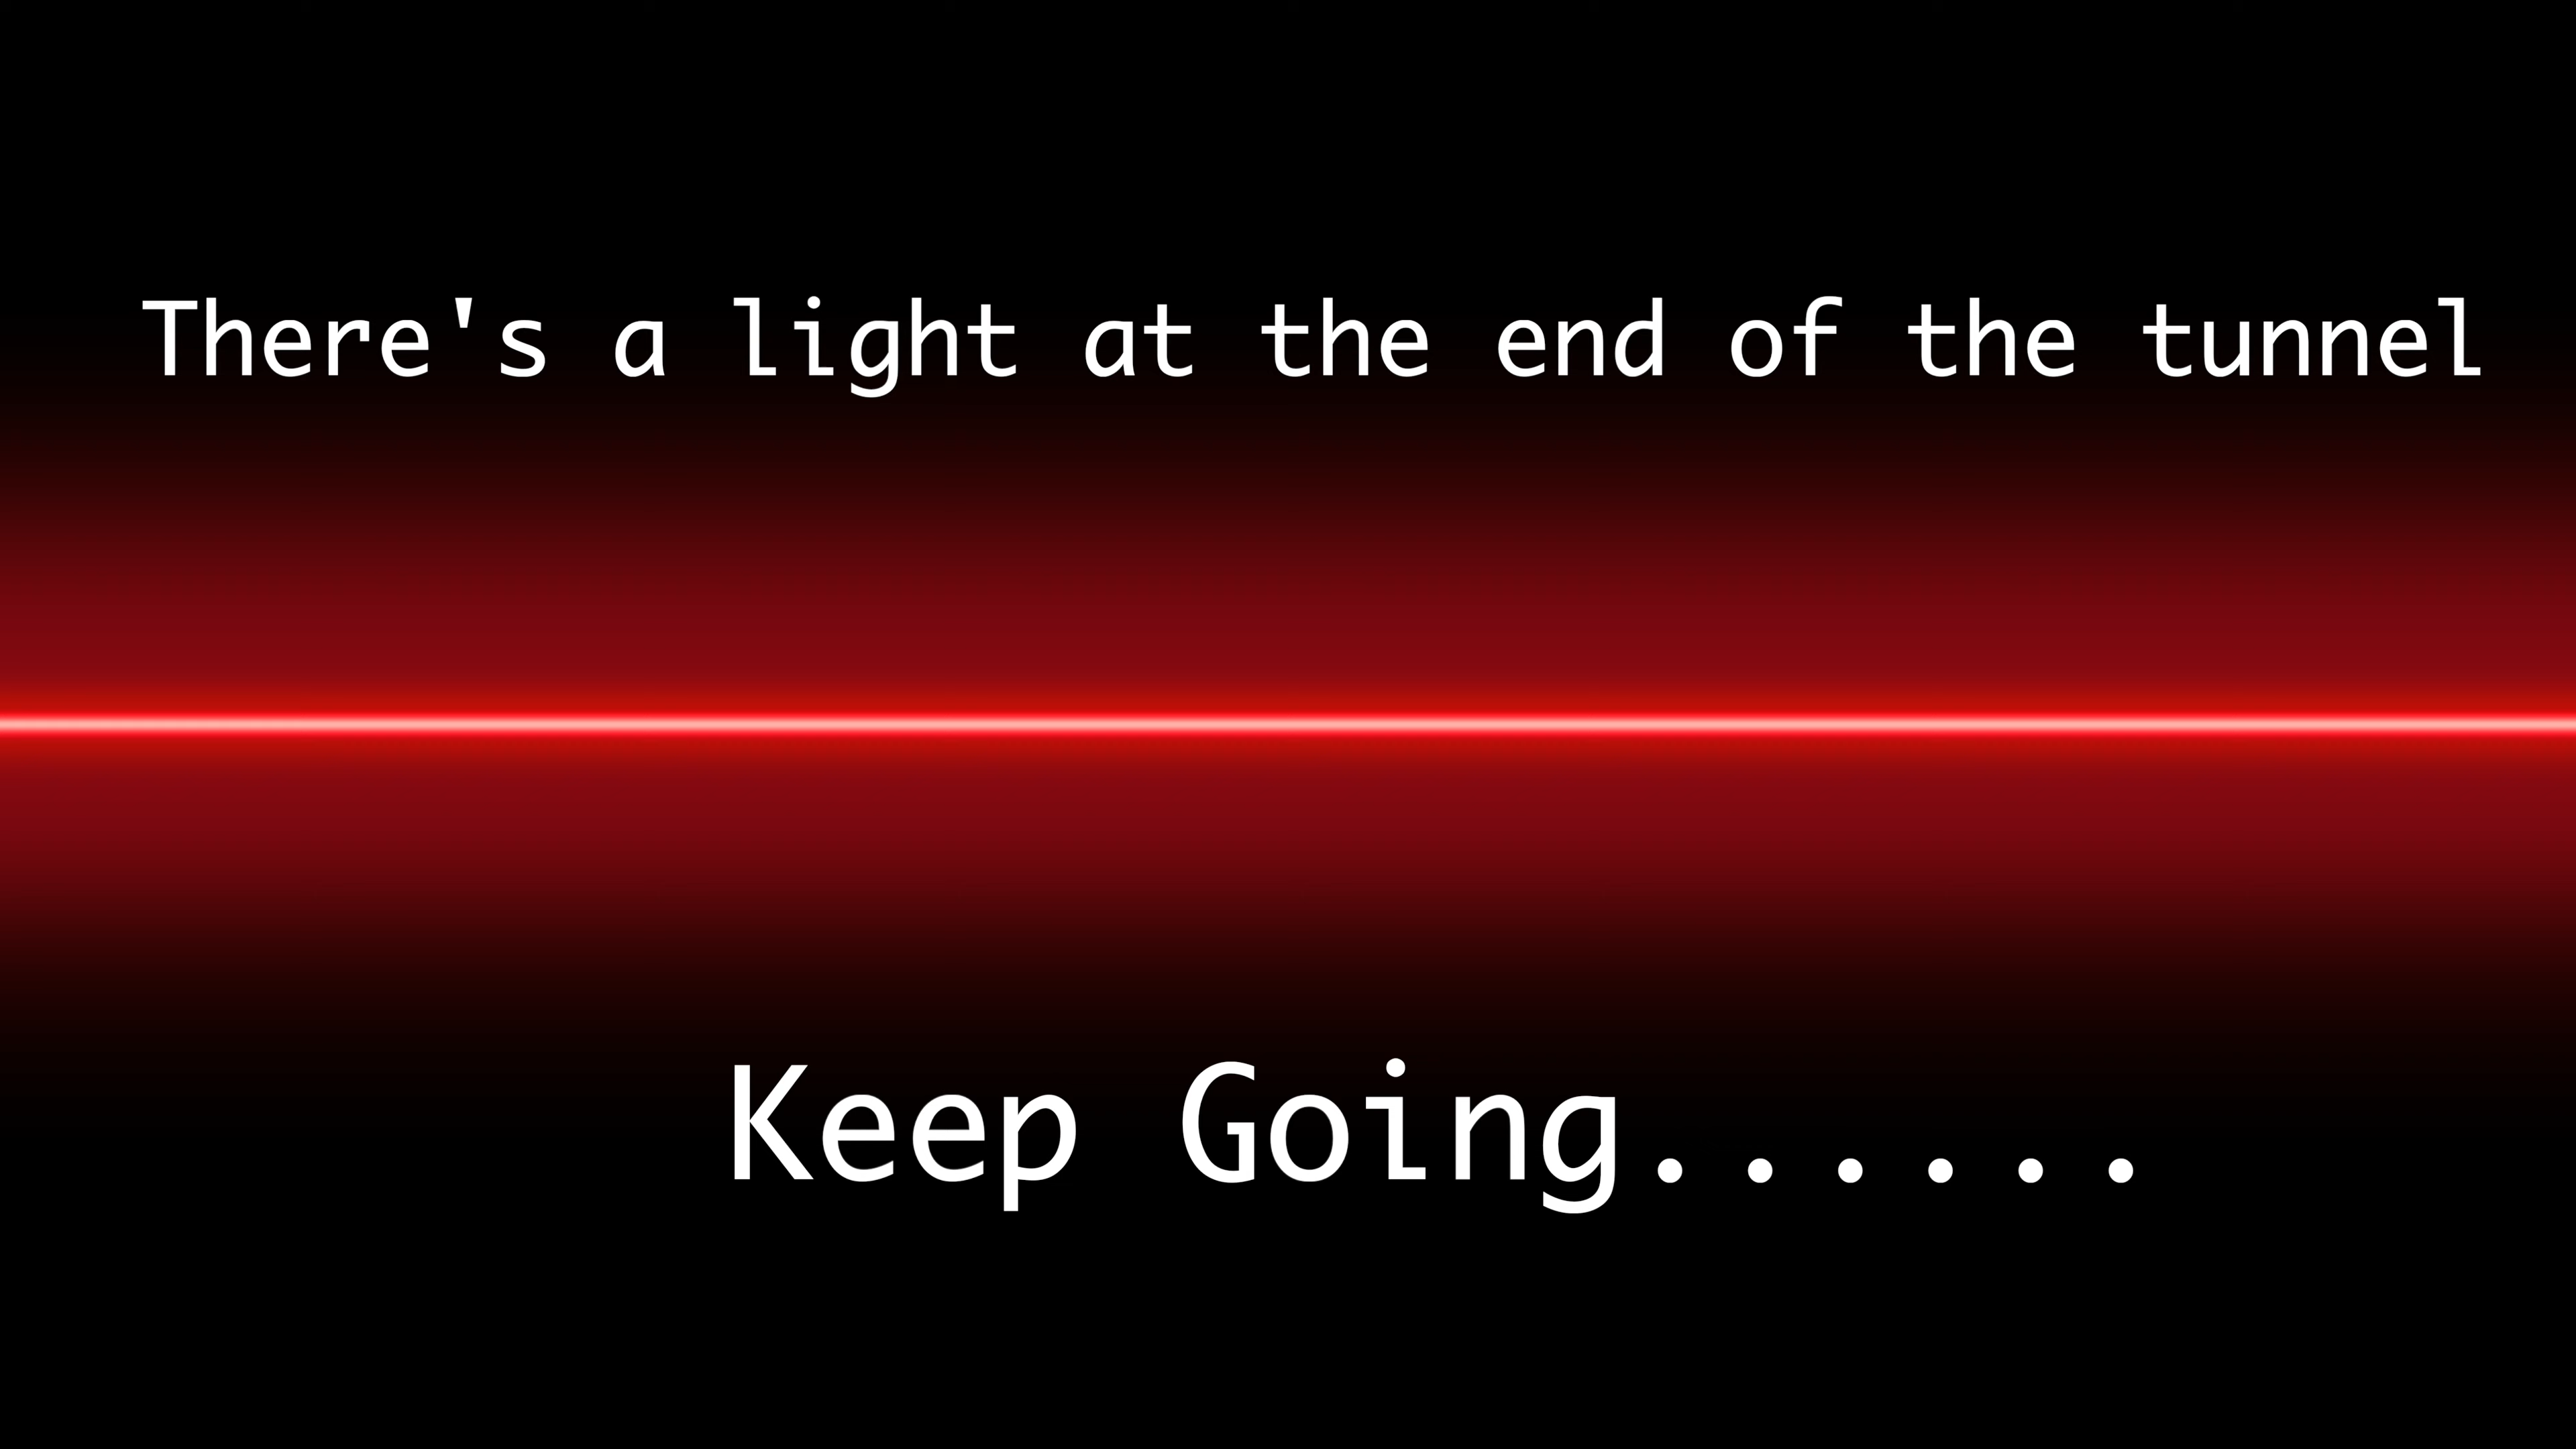 There's a light at the end of the tunnel
Keep Going......